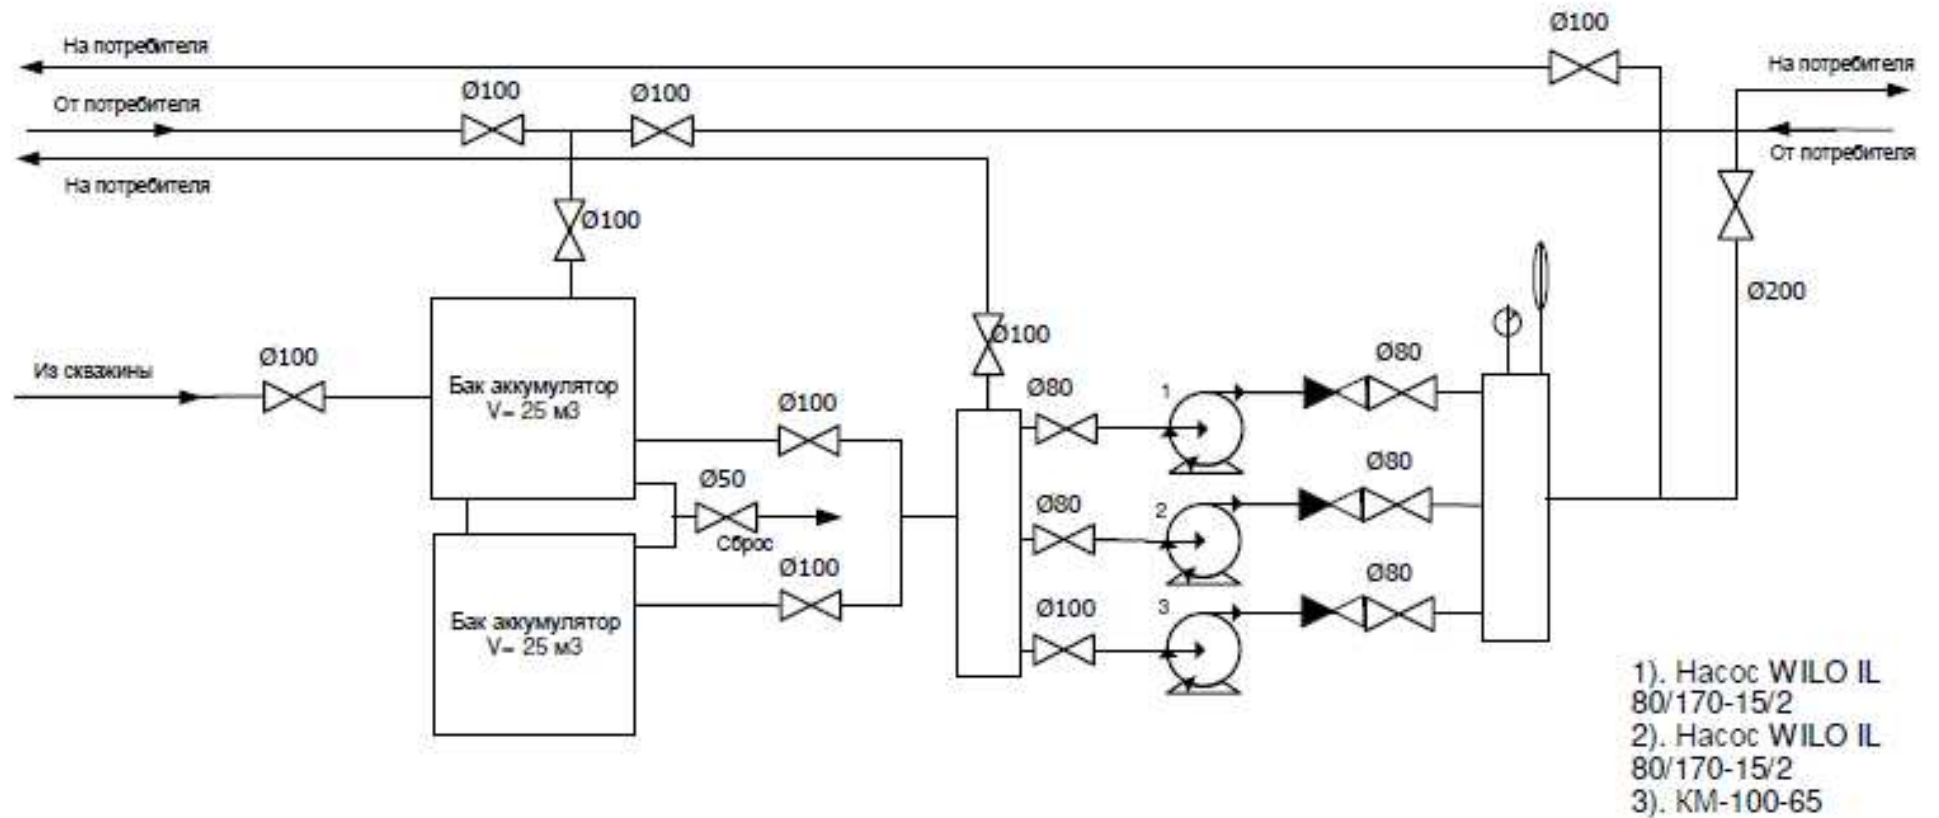 Ø100
На потребителя
На потребителя
От потребителя
Ø100
Ø100
От потребителя
На потребителя
Ø100
Ø200
Ø100
Из скважины
Ø100
Бак аккумулятор
V= 25 м3
Ø100
Ø80
1
Ø80
Ø50
Сброс
Ø80
2
Ø80
Ø100
Ø100
3
Ø80
Бак аккумулятор
V= 25 м3
1). Насос WILO IL
80/170-15/2
2). Насос WILO IL
80/170-15/2
3). КМ-100-65